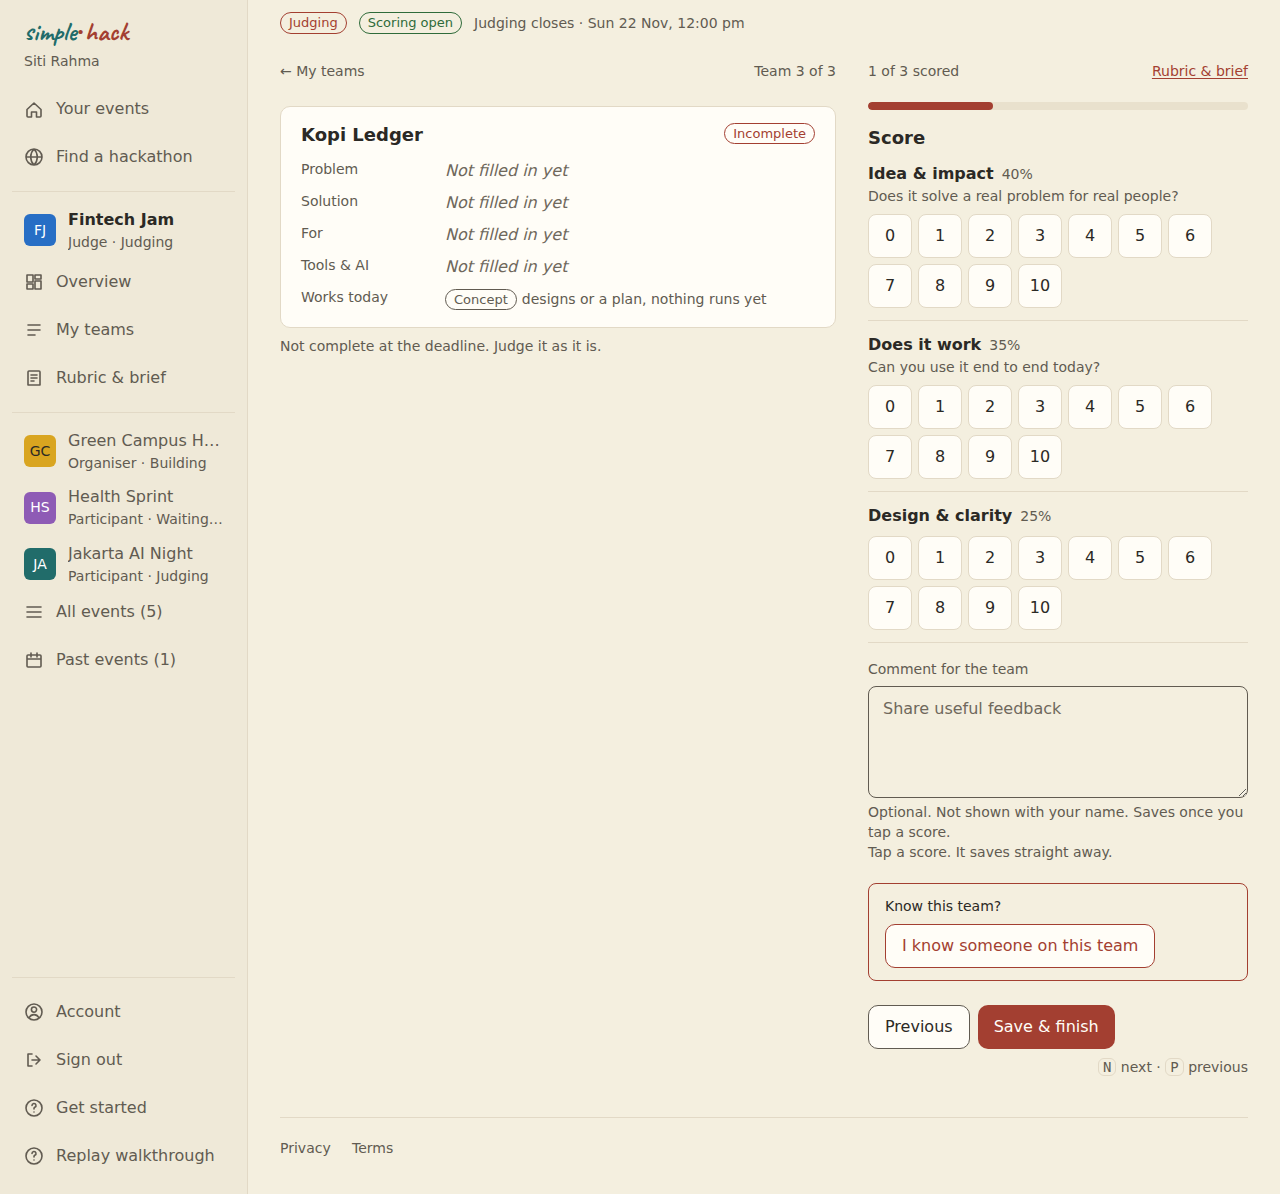 simple·hack
Siti Rahma
Your events
Find a hackathon
FJ
Fintech Jam
Judge · Judging
Overview
My teams
Rubric & brief
GC
Green Campus H…
Organiser · Building
HS
Health Sprint
Participant · Waiting…
JA
Jakarta AI Night
Participant · Judging
All events (5)
Past events (1)
Account
Sign out
Get started
Replay walkthrough
Judging Scoring open Judging closes · Sun 22 Nov, 12:00 pm
← My teams Team 3 of 3
Kopi Ledger Incomplete
Problem Not filled in yet
Solution Not filled in yet
For Not filled in yet
Tools & AI Not filled in yet
Works today Concept designs or a plan, nothing runs yet
Not complete at the deadline. Judge it as it is.
1 of 3 scored Rubric & brief
Score
Idea & impact 40%
Does it solve a real problem for real people?
0 1 2 3 4 5 6
7 8 9 10
Does it work 35%
Can you use it end to end today?
0 1 2 3 4 5 6
7 8 9 10
Design & clarity 25%
0 1 2 3 4 5 6
7 8 9 10
Comment for the team
Share useful feedback
Optional. Not shown with your name. Saves once you
tap a score.
Tap a score. It saves straight away.
Know this team?
I know someone on this team
Previous Save & finish
N next · P previous
Privacy Terms